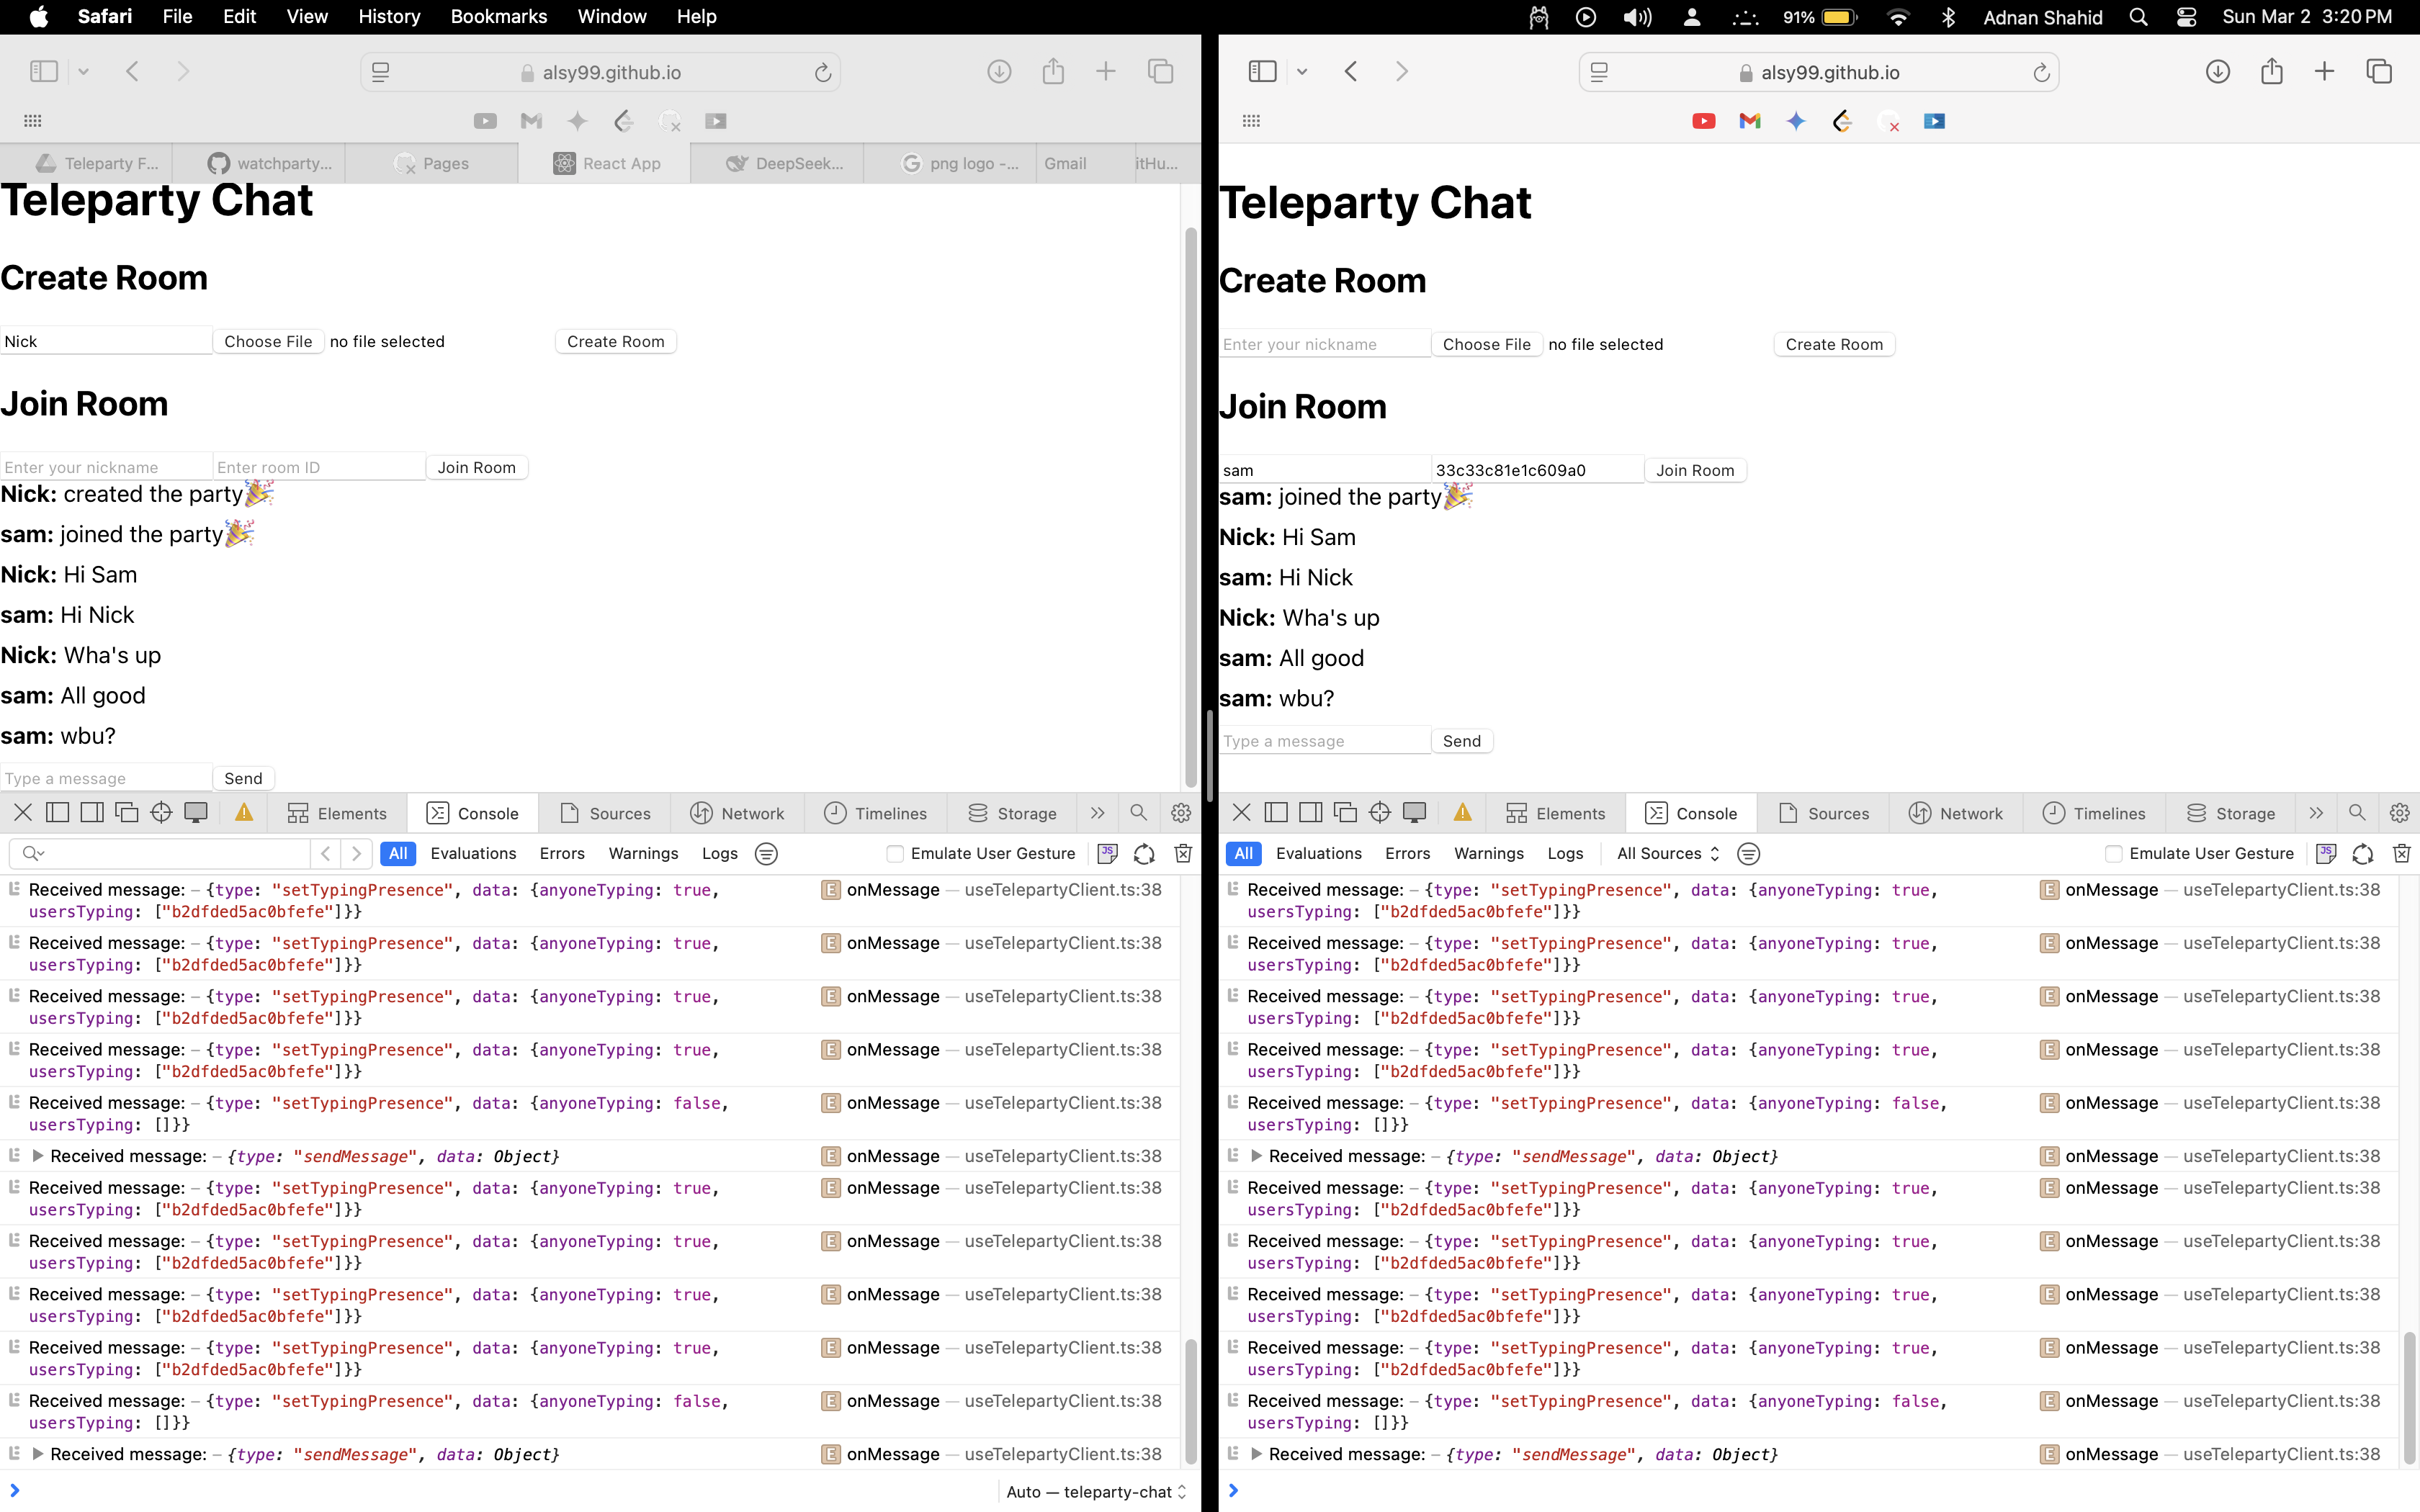 Safari File Edit View History Bookmarks Window Help
91% Adnan Shahid Sun Mar 2 3:20 PM
alsy99.github.io
Teleparty F... watchparty... Pages React App DeepSeek... png logo -... Gmail itHu...
Teleparty Chat
Create Room
Nick Choose File no file selected Create Room
Join Room
Enter your nickname Enter room ID Join Room
Nick: created the party🎉
sam: joined the party🎉
Nick: Hi Sam
sam: Hi Nick
Nick: Wha's up
sam: All good
sam: wbu?
Type a message Send
Elements Console Sources Network Timelines Storage
All Evaluations Errors Warnings Logs Emulate User Gesture JS
Received message: – {type: "setTypingPresence", data: {anyoneTyping: true, E onMessage — useTelepartyClient.ts:38
usersTyping: ["b2dfded5ac0bfefe"]}}
Received message: – {type: "setTypingPresence", data: {anyoneTyping: true, E onMessage — useTelepartyClient.ts:38
usersTyping: ["b2dfded5ac0bfefe"]}}
Received message: – {type: "setTypingPresence", data: {anyoneTyping: true, E onMessage — useTelepartyClient.ts:38
usersTyping: ["b2dfded5ac0bfefe"]}}
Received message: – {type: "setTypingPresence", data: {anyoneTyping: true, E onMessage — useTelepartyClient.ts:38
usersTyping: ["b2dfded5ac0bfefe"]}}
Received message: – {type: "setTypingPresence", data: {anyoneTyping: false, E onMessage — useTelepartyClient.ts:38
usersTyping: []}}
Received message: – {type: "sendMessage", data: Object} E onMessage — useTelepartyClient.ts:38
Received message: – {type: "setTypingPresence", data: {anyoneTyping: true, E onMessage — useTelepartyClient.ts:38
usersTyping: ["b2dfded5ac0bfefe"]}}
Received message: – {type: "setTypingPresence", data: {anyoneTyping: true, E onMessage — useTelepartyClient.ts:38
usersTyping: ["b2dfded5ac0bfefe"]}}
Received message: – {type: "setTypingPresence", data: {anyoneTyping: true, E onMessage — useTelepartyClient.ts:38
usersTyping: ["b2dfded5ac0bfefe"]}}
Received message: – {type: "setTypingPresence", data: {anyoneTyping: true, E onMessage — useTelepartyClient.ts:38
usersTyping: ["b2dfded5ac0bfefe"]}}
Received message: – {type: "setTypingPresence", data: {anyoneTyping: false, E onMessage — useTelepartyClient.ts:38
usersTyping: []}}
Received message: – {type: "sendMessage", data: Object} E onMessage — useTelepartyClient.ts:38
Auto — teleparty-chat
alsy99.github.io
Teleparty Chat
Create Room
Enter your nickname Choose File no file selected Create Room
Join Room
sam 33c33c81e1c609a0 Join Room
sam: joined the party🎉
Nick: Hi Sam
sam: Hi Nick
Nick: Wha's up
sam: All good
sam: wbu?
Type a message Send
Elements Console Sources Network Timelines Storage
All Evaluations Errors Warnings Logs All Sources Emulate User Gesture JS
Received message: – {type: "setTypingPresence", data: {anyoneTyping: true, E onMessage — useTelepartyClient.ts:38
usersTyping: ["b2dfded5ac0bfefe"]}}
Received message: – {type: "setTypingPresence", data: {anyoneTyping: true, E onMessage — useTelepartyClient.ts:38
usersTyping: ["b2dfded5ac0bfefe"]}}
Received message: – {type: "setTypingPresence", data: {anyoneTyping: true, E onMessage — useTelepartyClient.ts:38
usersTyping: ["b2dfded5ac0bfefe"]}}
Received message: – {type: "setTypingPresence", data: {anyoneTyping: true, E onMessage — useTelepartyClient.ts:38
usersTyping: ["b2dfded5ac0bfefe"]}}
Received message: – {type: "setTypingPresence", data: {anyoneTyping: false, E onMessage — useTelepartyClient.ts:38
usersTyping: []}}
Received message: – {type: "sendMessage", data: Object} E onMessage — useTelepartyClient.ts:38
Received message: – {type: "setTypingPresence", data: {anyoneTyping: true, E onMessage — useTelepartyClient.ts:38
usersTyping: ["b2dfded5ac0bfefe"]}}
Received message: – {type: "setTypingPresence", data: {anyoneTyping: true, E onMessage — useTelepartyClient.ts:38
usersTyping: ["b2dfded5ac0bfefe"]}}
Received message: – {type: "setTypingPresence", data: {anyoneTyping: true, E onMessage — useTelepartyClient.ts:38
usersTyping: ["b2dfded5ac0bfefe"]}}
Received message: – {type: "setTypingPresence", data: {anyoneTyping: true, E onMessage — useTelepartyClient.ts:38
usersTyping: ["b2dfded5ac0bfefe"]}}
Received message: – {type: "setTypingPresence", data: {anyoneTyping: false, E onMessage — useTelepartyClient.ts:38
usersTyping: []}}
Received message: – {type: "sendMessage", data: Object} E onMessage — useTelepartyClient.ts:38